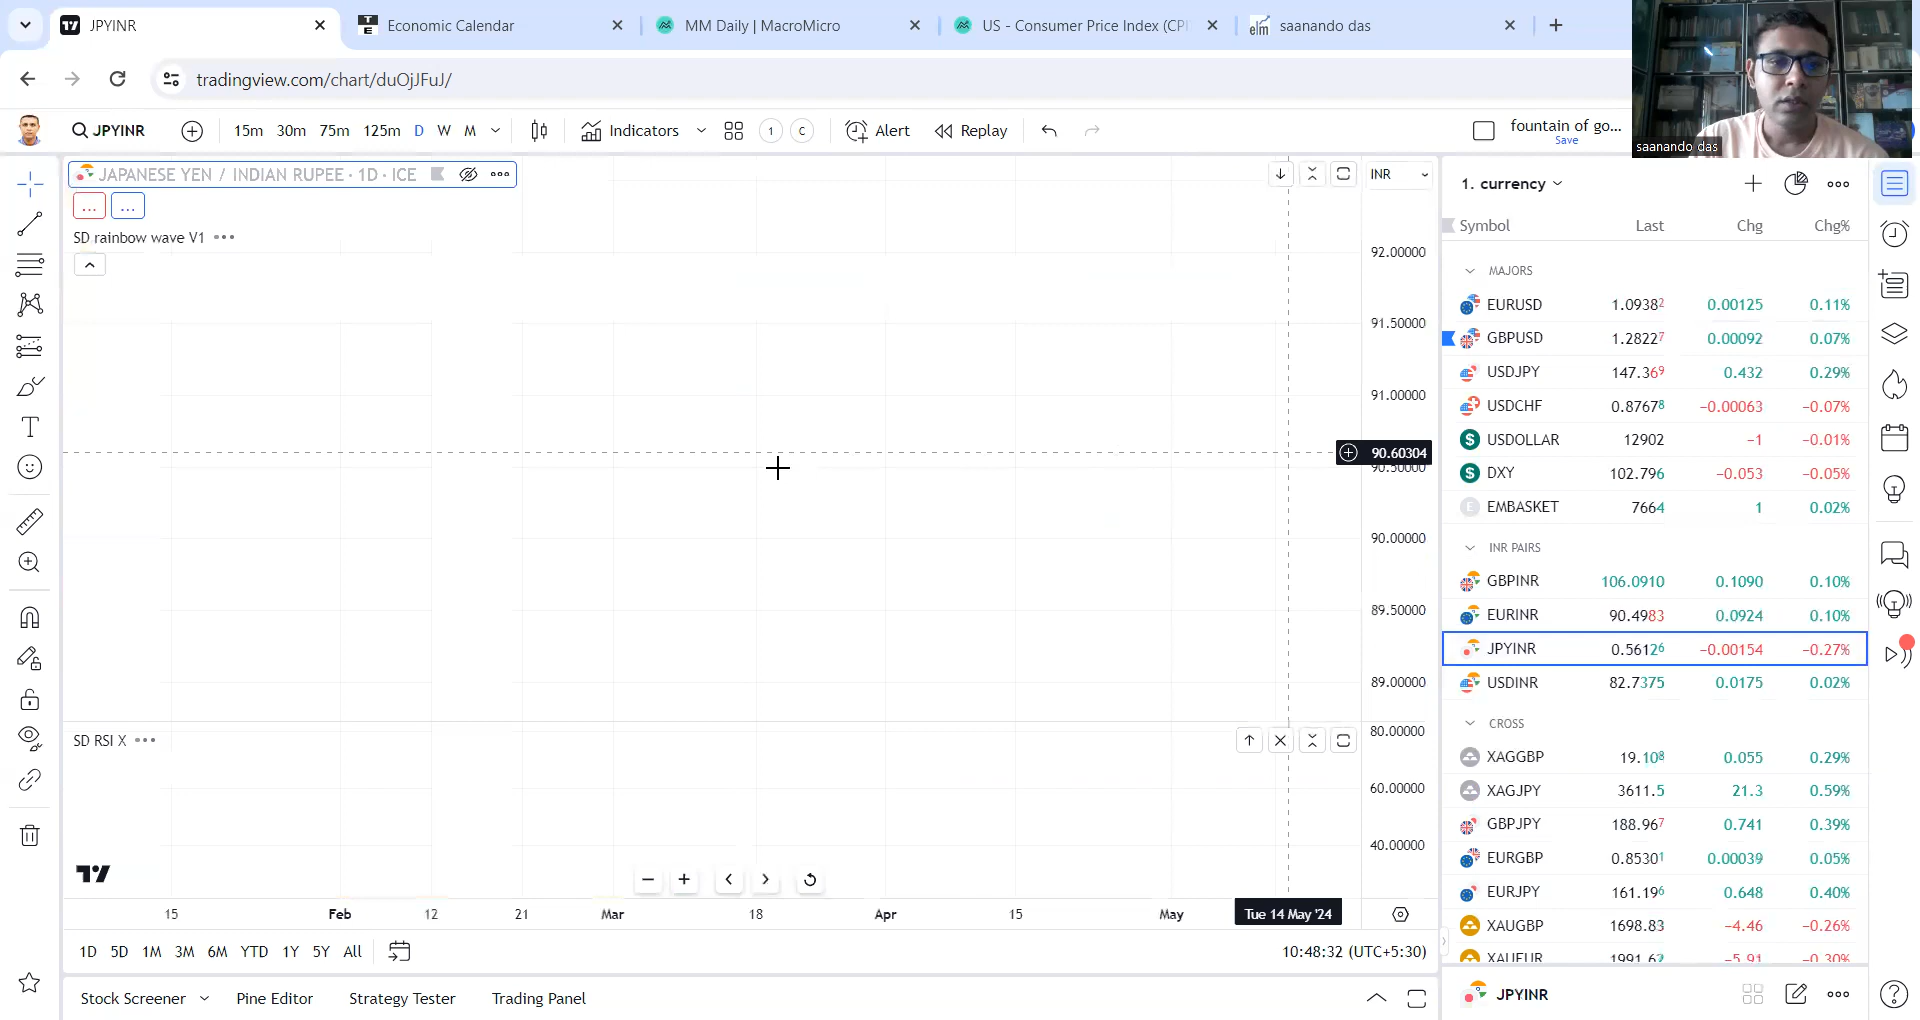 JPYINR
Economic Calendar
MM Daily | MacroMicro
US - Consumer Price Index (CPI
elm saanando das
tradingview.com/chart/duOjJFuJ/
JPYINR 15m 30m 75m 125m D W M Indicators 1 C Alert Replay
fountain of go...
Save
saanando das
JAPANESE YEN / INDIAN RUPEE · 1D · ICE
INR
SD rainbow wave V1
92.00000
91.50000
91.00000
90.60304
90.50000
90.00000
89.50000
89.00000
SD RSI X
80.00000
60.00000
40.00000
15 Feb 12 21 Mar 18 Apr 15 May Tue 14 May '24
1D 5D 1M 3M 6M YTD 1Y 5Y All
10:48:32 (UTC+5:30)
Stock Screener Pine Editor Strategy Tester Trading Panel
1. currency
Symbol Last Chg Chg%
MAJORS
EURUSD 1.09382 0.00125 0.11%
GBPUSD 1.28227 0.00092 0.07%
USDJPY 147.369 0.432 0.29%
USDCHF 0.87678 −0.00063 −0.07%
USDOLLAR 12902 −1 −0.01%
DXY 102.796 −0.053 −0.05%
EMBASKET 7664 1 0.02%
INR PAIRS
GBPINR 106.0910 0.1090 0.10%
EURINR 90.4983 0.0924 0.10%
JPYINR 0.56126 −0.00154 −0.27%
USDINR 82.7375 0.0175 0.02%
CROSS
XAGGBP 19.108 0.055 0.29%
XAGJPY 3611.5 21.3 0.59%
GBPJPY 188.967 0.741 0.39%
EURGBP 0.85301 0.00039 0.05%
EURJPY 161.196 0.648 0.40%
XAUGBP 1698.83 −4.46 −0.26%
XAUEUR 1991.62 −5.91 −0.30%
JPYINR